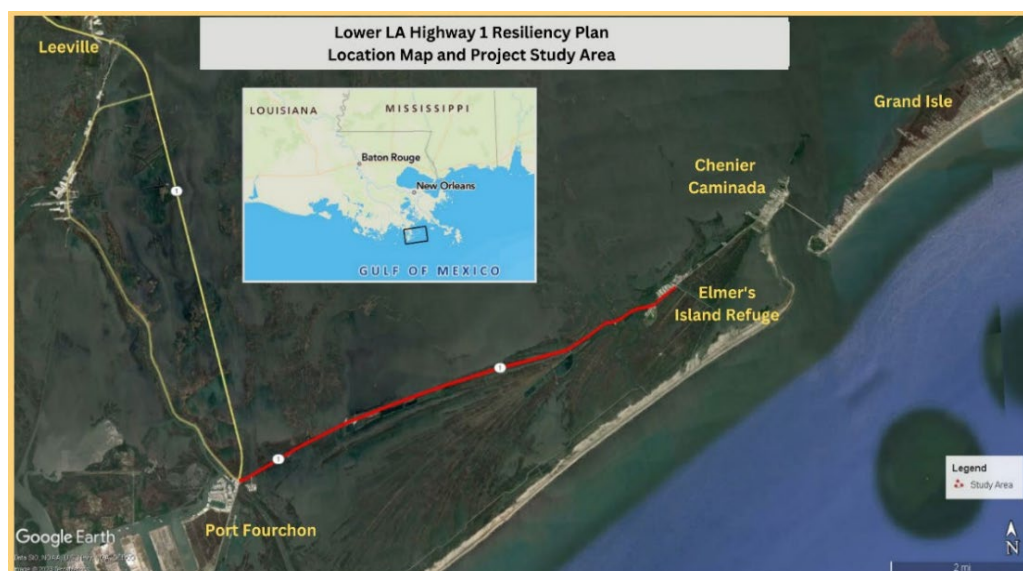 Lower LA Highway 1 Resiliency Plan
Location Map and Project Study Area
Leeville
LOUISIANA
MISSISSIPPI
Baton Rouge
New Orleans
GULF OF MEXICO
Grand Isle
Chenier
Caminada
1
Elmer's
Island Refuge
1
1
Port Fourchon
Legend
Study Area
Google Earth
N
2 mi